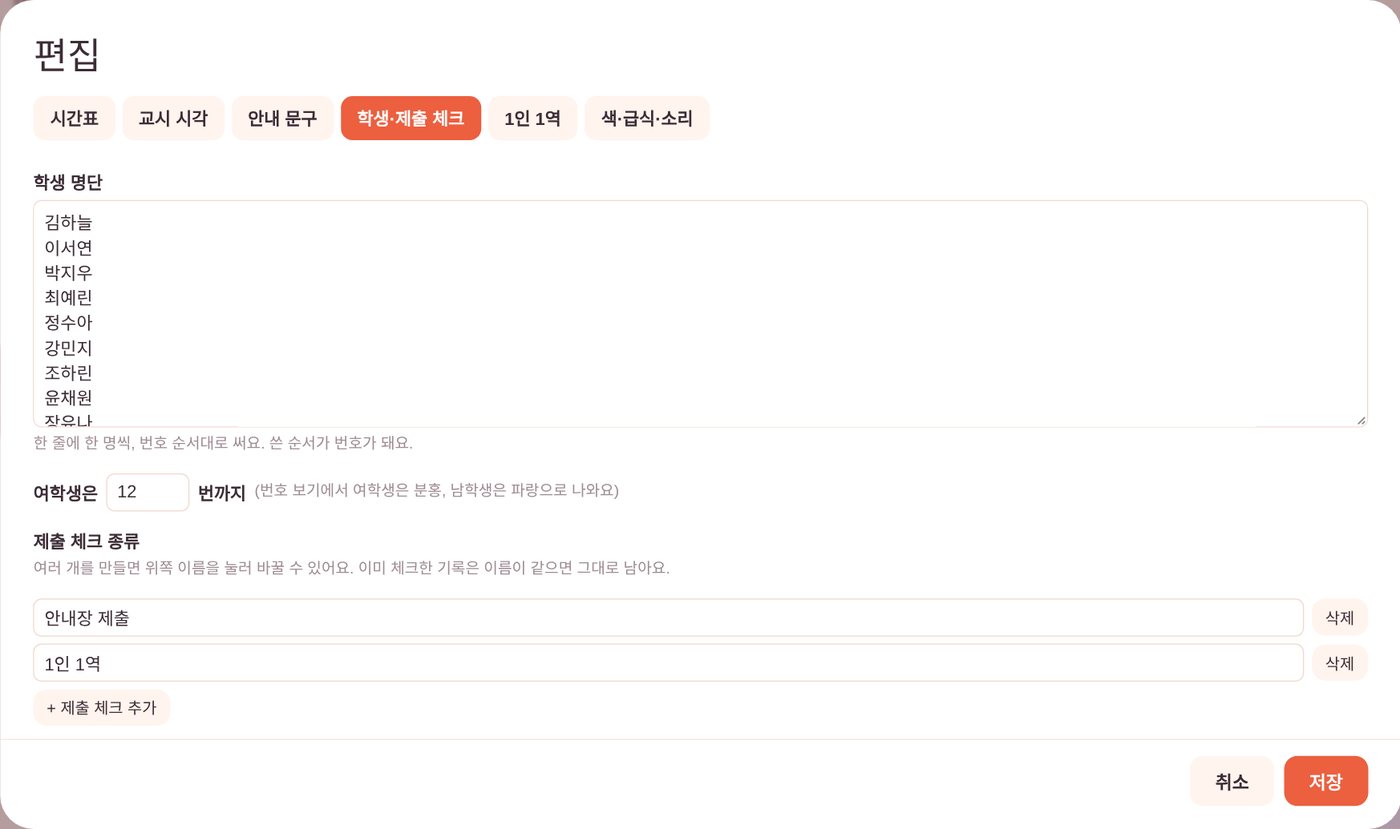 편집
시간표 교시 시각 안내 문구 학생·제출 체크 1인 1역 색·급식·소리
학생 명단
김하늘
이서연
박지우
최예린
정수아
강민지
조하린
윤채원
한 줄에 한 명씩, 번호 순서대로 써요. 쓴 순서가 번호가 돼요.
여학생은 12 번까지 (번호 보기에서 여학생은 분홍, 남학생은 파랑으로 나와요)
제출 체크 종류
여러 개를 만들면 위쪽 이름을 눌러 바꿀 수 있어요. 이미 체크한 기록은 이름이 같으면 그대로 남아요.
안내장 제출 삭제
1인 1역 삭제
+ 제출 체크 추가
취소 저장